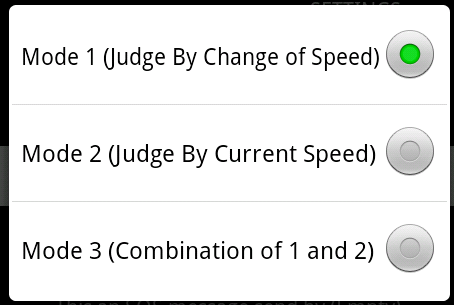 SETTINGS
Mode 1 (Judge By Change of Speed)
Mode 2 (Judge By Current Speed)
Mode 3 (Combination of 1 and 2)